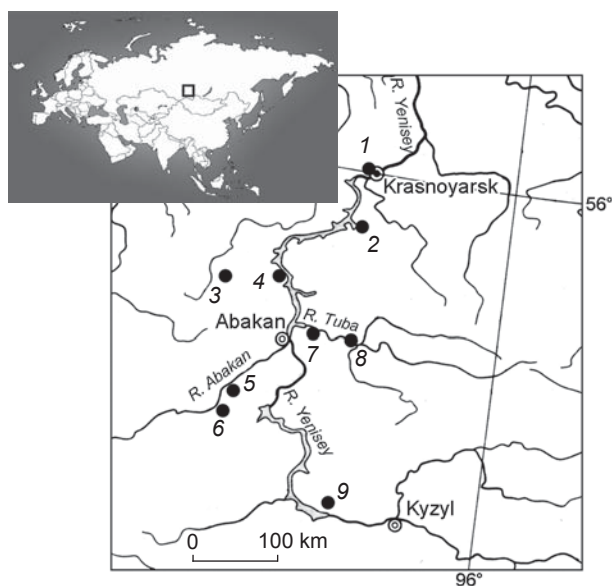 R. Yenisey
1
Krasnoyarsk
56°
2
3
4
R. Tuba
Abakan
7
8
R. Abakan
5
6
R. Yenisey
9
Kyzyl
0 100 km
96°